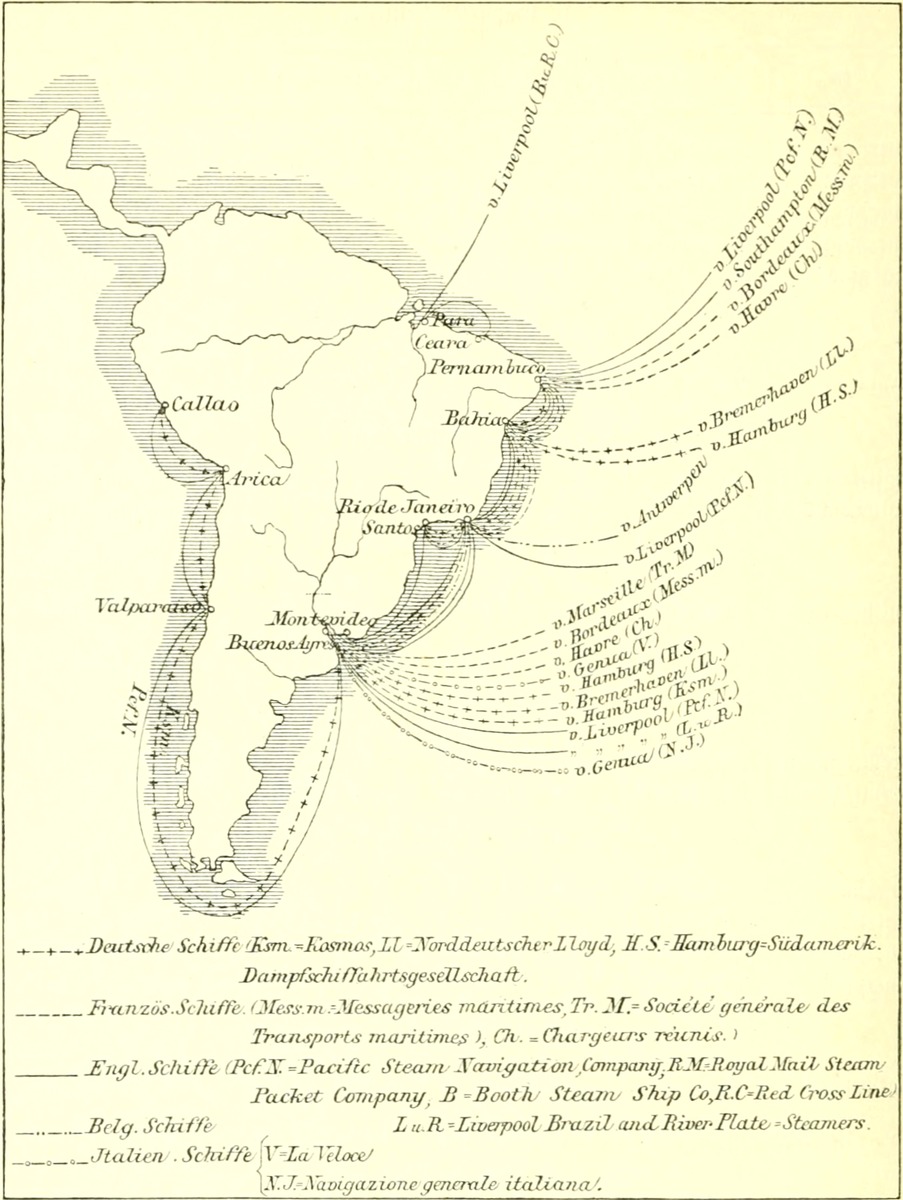 v. Liverpool (B.u.R.C.)
v. Liverpool (Pcf. N.)
v. Southampton (R. M.)
v. Bordeaux (Mess. m.)
v. Havre (Ch.)
Para
Ceara
Pernambuco
Callao
Bahia
v. Bremerhaven (Ll.)
v. Hamburg (H. S.)
Arica
v. Antwerpen
Rio de Janeiro
Santos
v. Liverpool (Pcf. N.)
Valparaiso
Montevideo
Buenos Ayres
v. Marseille (Tr. M)
v. Bordeaux (Mess. m.)
v. Havre (Ch.)
v. Genua (V.)
v. Hamburg (H. S.)
v. Bremerhaven (Ll.)
v. Hamburg (Ksm.)
v. Liverpool (Pcf. N.)
" " " " (L. u. R.)
v. Genua (N. J.)
Pcf. N.
Ksm.
Deutsche Schiffe (Ksm.=Kosmos, Ll=Norddeutscher Lloyd, H. S.=Hamburg=Südamerik.
Dampfschiffahrtsgesellschaft.
Französ. Schiffe. (Mess. m.=Messageries maritimes, Tr. M.= Société générale des
Transports maritimes), Ch. = Chargeurs réunis.)
Engl. Schiffe (Pcf. N. = Pacific Steam Navigation Company, R.M=Royal Mail Steam
Packet Company, B = Booth Steam Ship Co, R.C=Red Cross Line)
Belg. Schiffe L u. R = Liverpool Brazil and River Plate = Steamers.
Italien. Schiffe { V = La Veloce
N. J.=Navigazione generale italiana.